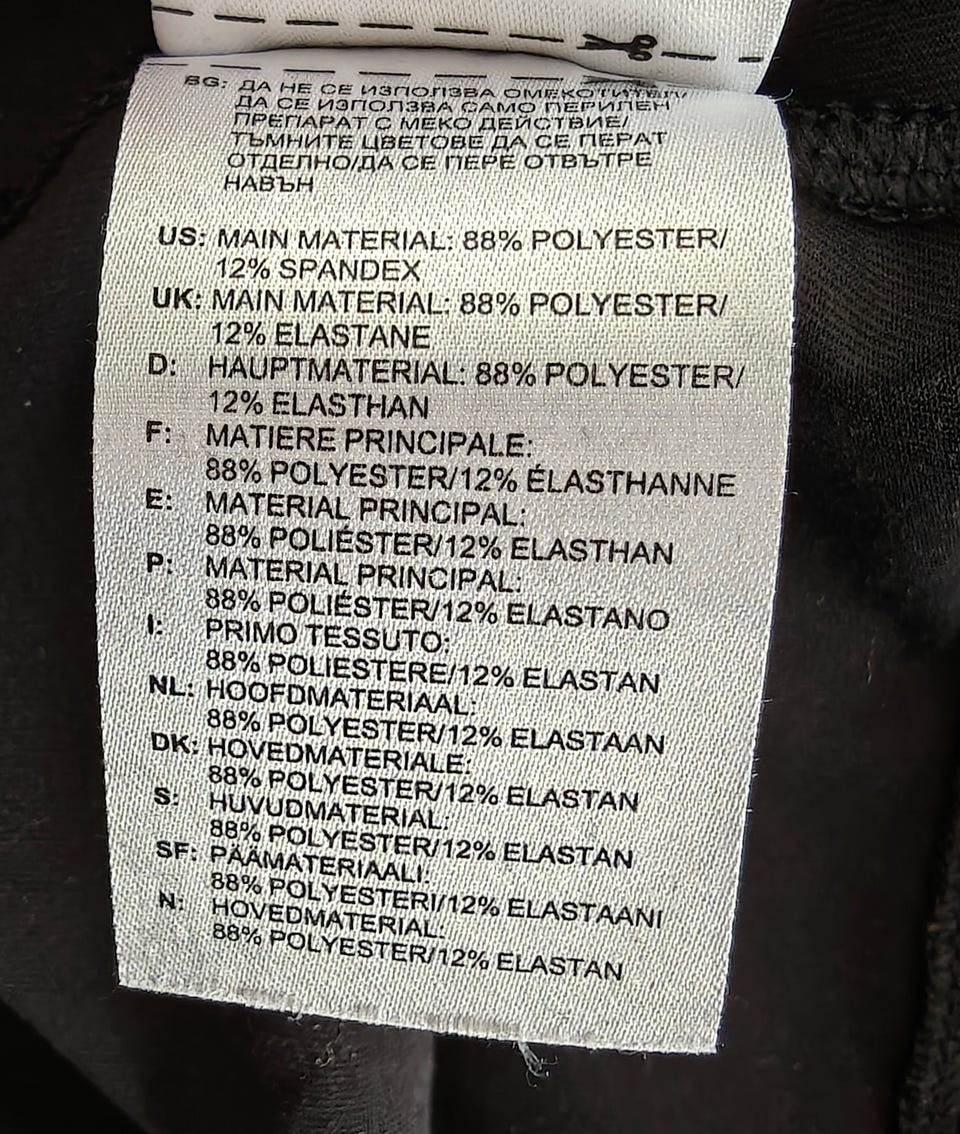 BG: ДА НЕ СЕ ИЗПОЛЗВА ОМЕКОТИТЕЛ/
ДА СЕ ИЗПОЛЗВА САМО ПЕРИЛЕН
ПРЕПАРАТ С МЕКО ДЕЙСТВИЕ/
ТЪМНИТЕ ЦВЕТОВЕ ДА СЕ ПЕРАТ
ОТДЕЛНО/ДА СЕ ПЕРЕ ОТВЪТРЕ
НАВЪН
US: MAIN MATERIAL: 88% POLYESTER/
12% SPANDEX
UK: MAIN MATERIAL: 88% POLYESTER/
12% ELASTANE
D: HAUPTMATERIAL: 88% POLYESTER/
12% ELASTHAN
F: MATIERE PRINCIPALE:
88% POLYESTER/12% ÉLASTHANNE
E: MATERIAL PRINCIPAL:
88% POLIÉSTER/12% ELASTHAN
P: MATERIAL PRINCIPAL:
88% POLIÉSTER/12% ELASTANO
I: PRIMO TESSUTO:
88% POLIESTERE/12% ELASTAN
NL: HOOFDMATERIAAL:
88% POLYESTER/12% ELASTAAN
DK: HOVEDMATERIALE:
88% POLYESTER/12% ELASTAN
S: HUVUDMATERIAL:
88% POLYESTER/12% ELASTAN
SF: PÄÄMATERIAALI:
88% POLYESTERI/12% ELASTAANI
N: HOVEDMATERIAL:
88% POLYESTER/12% ELASTAN